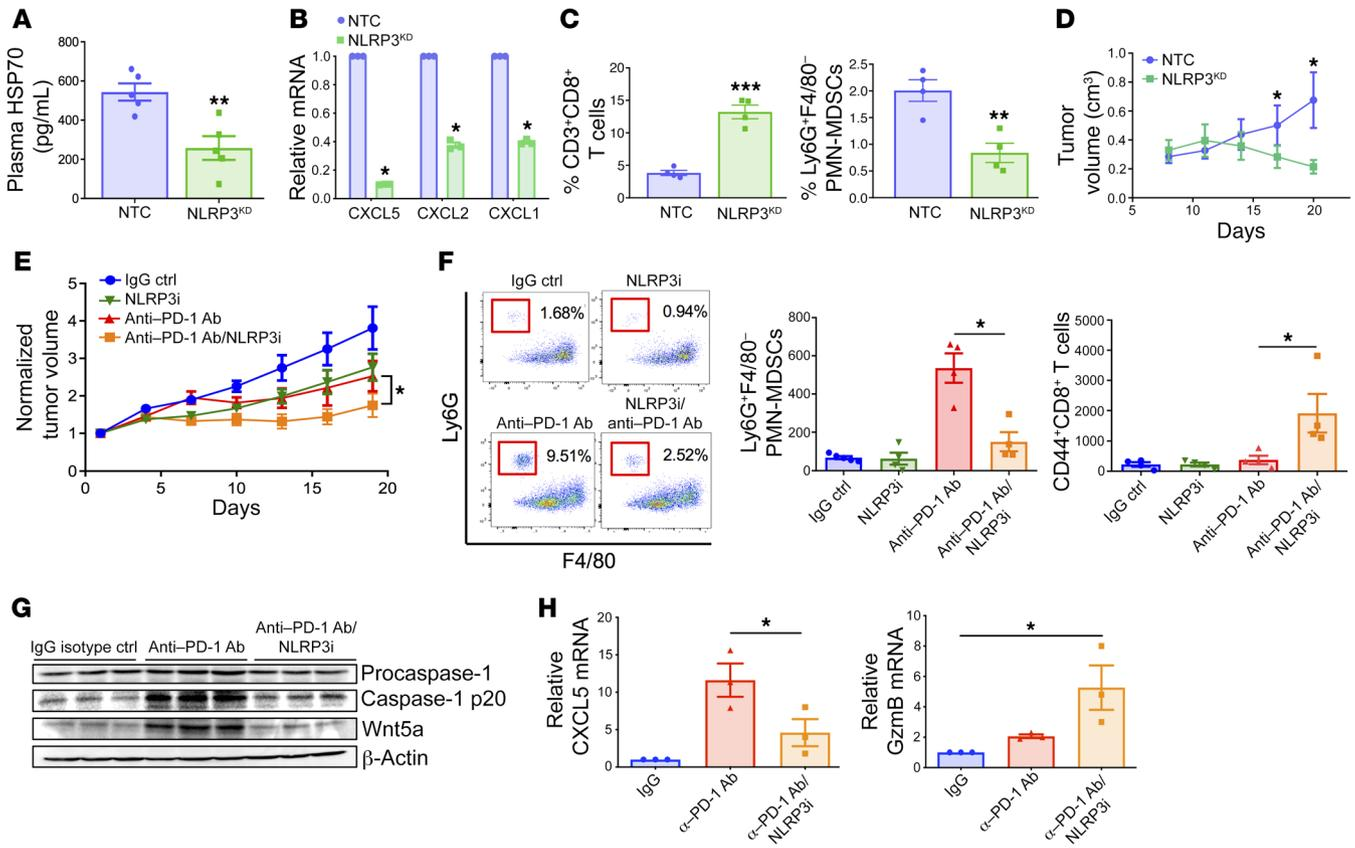 A
Plasma HSP70
(pg/mL)
800
600
400
200
0
**
NTC
NLRP3KD
B
NTC
NLRP3KD
Relative mRNA
1.0
0.8
0.6
0.4
0.2
0.0
*
*
*
CXCL5
CXCL2
CXCL1
C
% CD3+CD8+
T cells
20
15
10
5
0
***
NTC
NLRP3KD
% Ly6G+F4/80–
PMN-MDSCs
2.5
2.0
1.5
1.0
0.5
0.0
**
NTC
NLRP3KD
D
Tumor
volume (cm3)
1.0
0.8
0.6
0.4
0.2
0.0
NTC
NLRP3KD
*
*
5
10
15
20
Days
E
Normalized
tumor volume
5
4
3
2
1
0
IgG ctrl
NLRP3i
Anti–PD-1 Ab
Anti–PD-1 Ab/NLRP3i
*
0
5
10
15
20
Days
F
Ly6G
IgG ctrl
1.68%
NLRP3i
0.94%
Anti–PD-1 Ab
9.51%
NLRP3i/
anti–PD-1 Ab
2.52%
F4/80
Ly6G+F4/80–
PMN-MDSCs
800
600
400
200
0
*
IgG ctrl
NLRP3i
Anti–PD-1 Ab
Anti–PD-1 Ab/
NLRP3i
CD44+CD8+ T cells
5000
4000
3000
2000
1000
0
*
IgG ctrl
NLRP3i
Anti–PD-1 Ab
Anti–PD-1 Ab/
NLRP3i
G
IgG isotype ctrl
Anti–PD-1 Ab
Anti–PD-1 Ab/
NLRP3i
Procaspase-1
Caspase-1 p20
Wnt5a
β-Actin
H
Relative
CXCL5 mRNA
20
15
10
5
0
*
IgG
α–PD-1 Ab
α–PD-1 Ab/
NLRP3i
Relative
GzmB mRNA
10
8
6
4
2
0
*
IgG
α–PD-1 Ab
α–PD-1 Ab/
NLRP3i